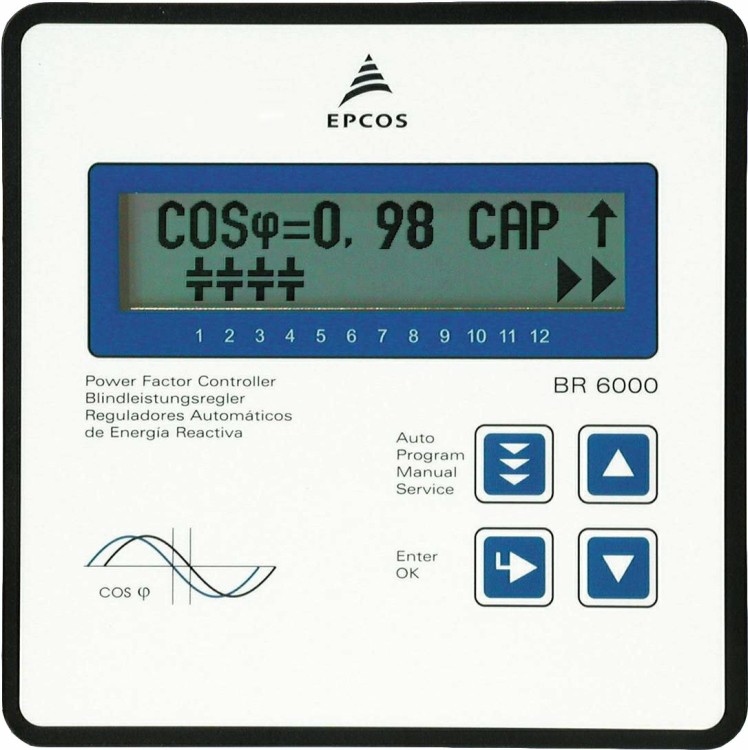 EPCOS
COSφ=0. 98 CAP ↑
1 2 3 4 5 6 7 8 9 10 11 12
Power Factor Controller
Blindleistungsregler
Reguladores Automáticos
de Energía Reactiva
BR 6000
Auto
Program
Manual
Service
Enter
OK
COS φ